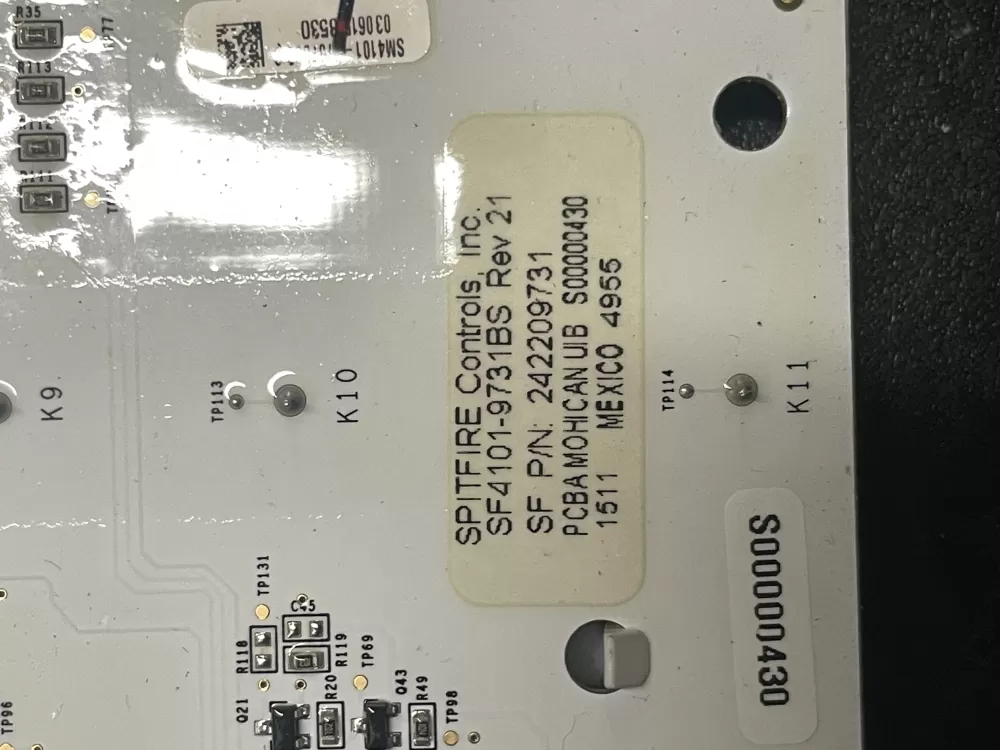 SPITFIRE Controls, Inc.
SF4101-9731BS Rev 21
SF P/N: 242209731
PCBA MOHICAN UIB S00000430
1511 MEXICO 4955
S00000430
SM4101
R35
R113
K9
TP113
K10
TP114
K11
TP131
R118
R119
TP69
Q21
R20
Q43
R49
TP98
TP96